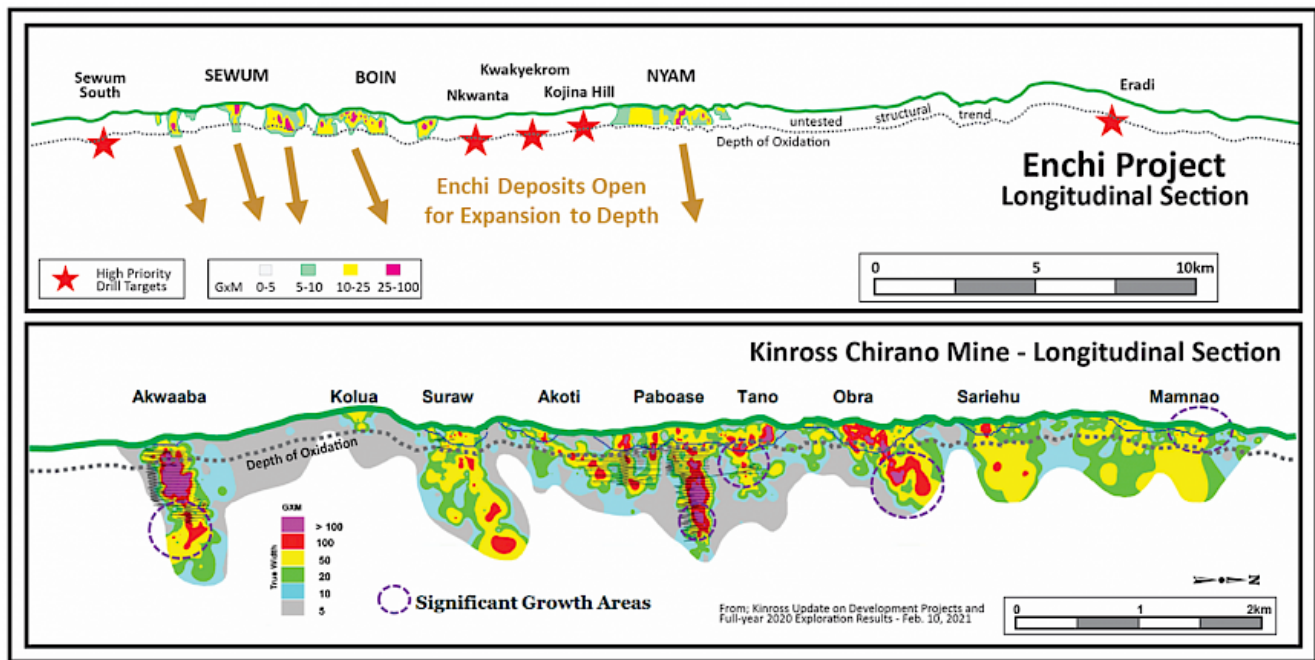 Sewum
South
SEWUM
BOIN
Kwakyekrom
Nkwanta
Kojina Hill
NYAM
Eradi
untested
structural
trend
Depth of Oxidation
Enchi Project
Longitudinal Section
Enchi Deposits Open
for Expansion to Depth
High Priority
Drill Targets
GxM 0-5 5-10 10-25 25-100
0 5 10km
Kinross Chirano Mine - Longitudinal Section
Akwaaba
Kolua
Suraw
Akoti
Paboase
Tano
Obra
Sariehu
Mamnao
Depth of Oxidation
GXM
True Width
> 100
100
50
20
10
5
Significant Growth Areas
N
From; Kinross Update on Development Projects and
Full-year 2020 Exploration Results - Feb. 10, 2021
0 1 2km